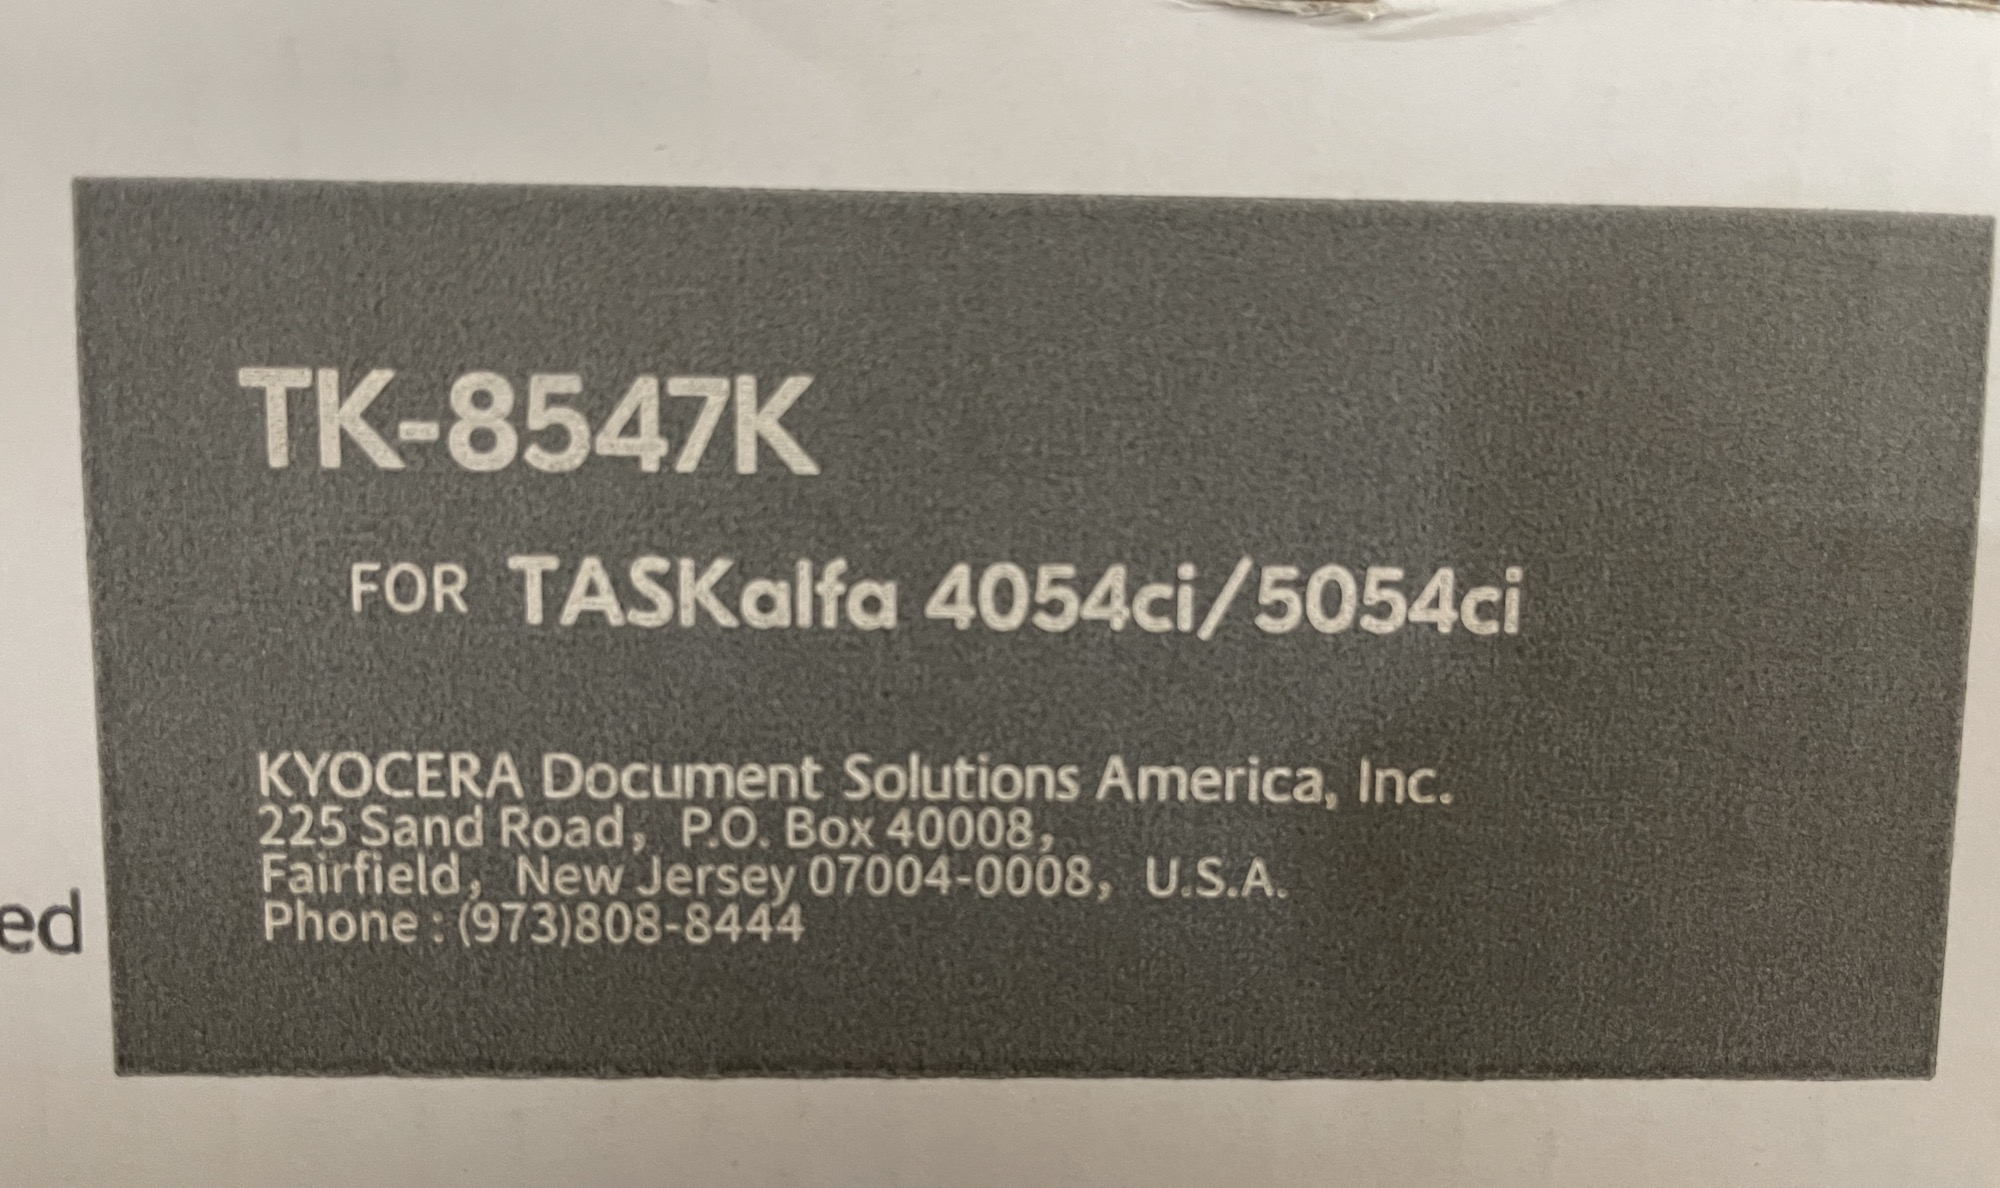 TK-8547K
FOR TASKalfa 4054ci/5054ci
KYOCERA Document Solutions America, Inc.
225 Sand Road, P.O. Box 40008,
Fairfield, New Jersey 07004-0008, U.S.A.
ed
Phone : (973)808-8444